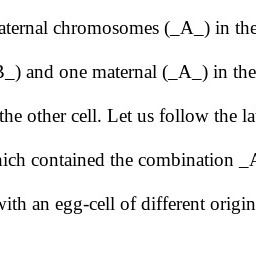 aternal chromosomes (_A_) in the
B_) and one maternal (_A_) in the
the other cell. Let us follow the la
hich contained the combination _A
with an egg-cell of different origin